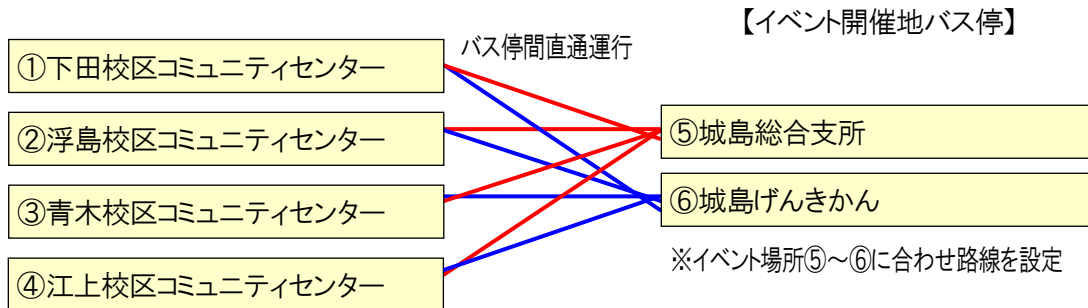 【イベント開催地バス停】
バス停間直通運行
①下田校区コミュニティセンター
②浮島校区コミュニティセンター
③青木校区コミュニティセンター
④江上校区コミュニティセンター
⑤城島総合支所
⑥城島げんきかん
※イベント場所⑤～⑥に合わせ路線を設定